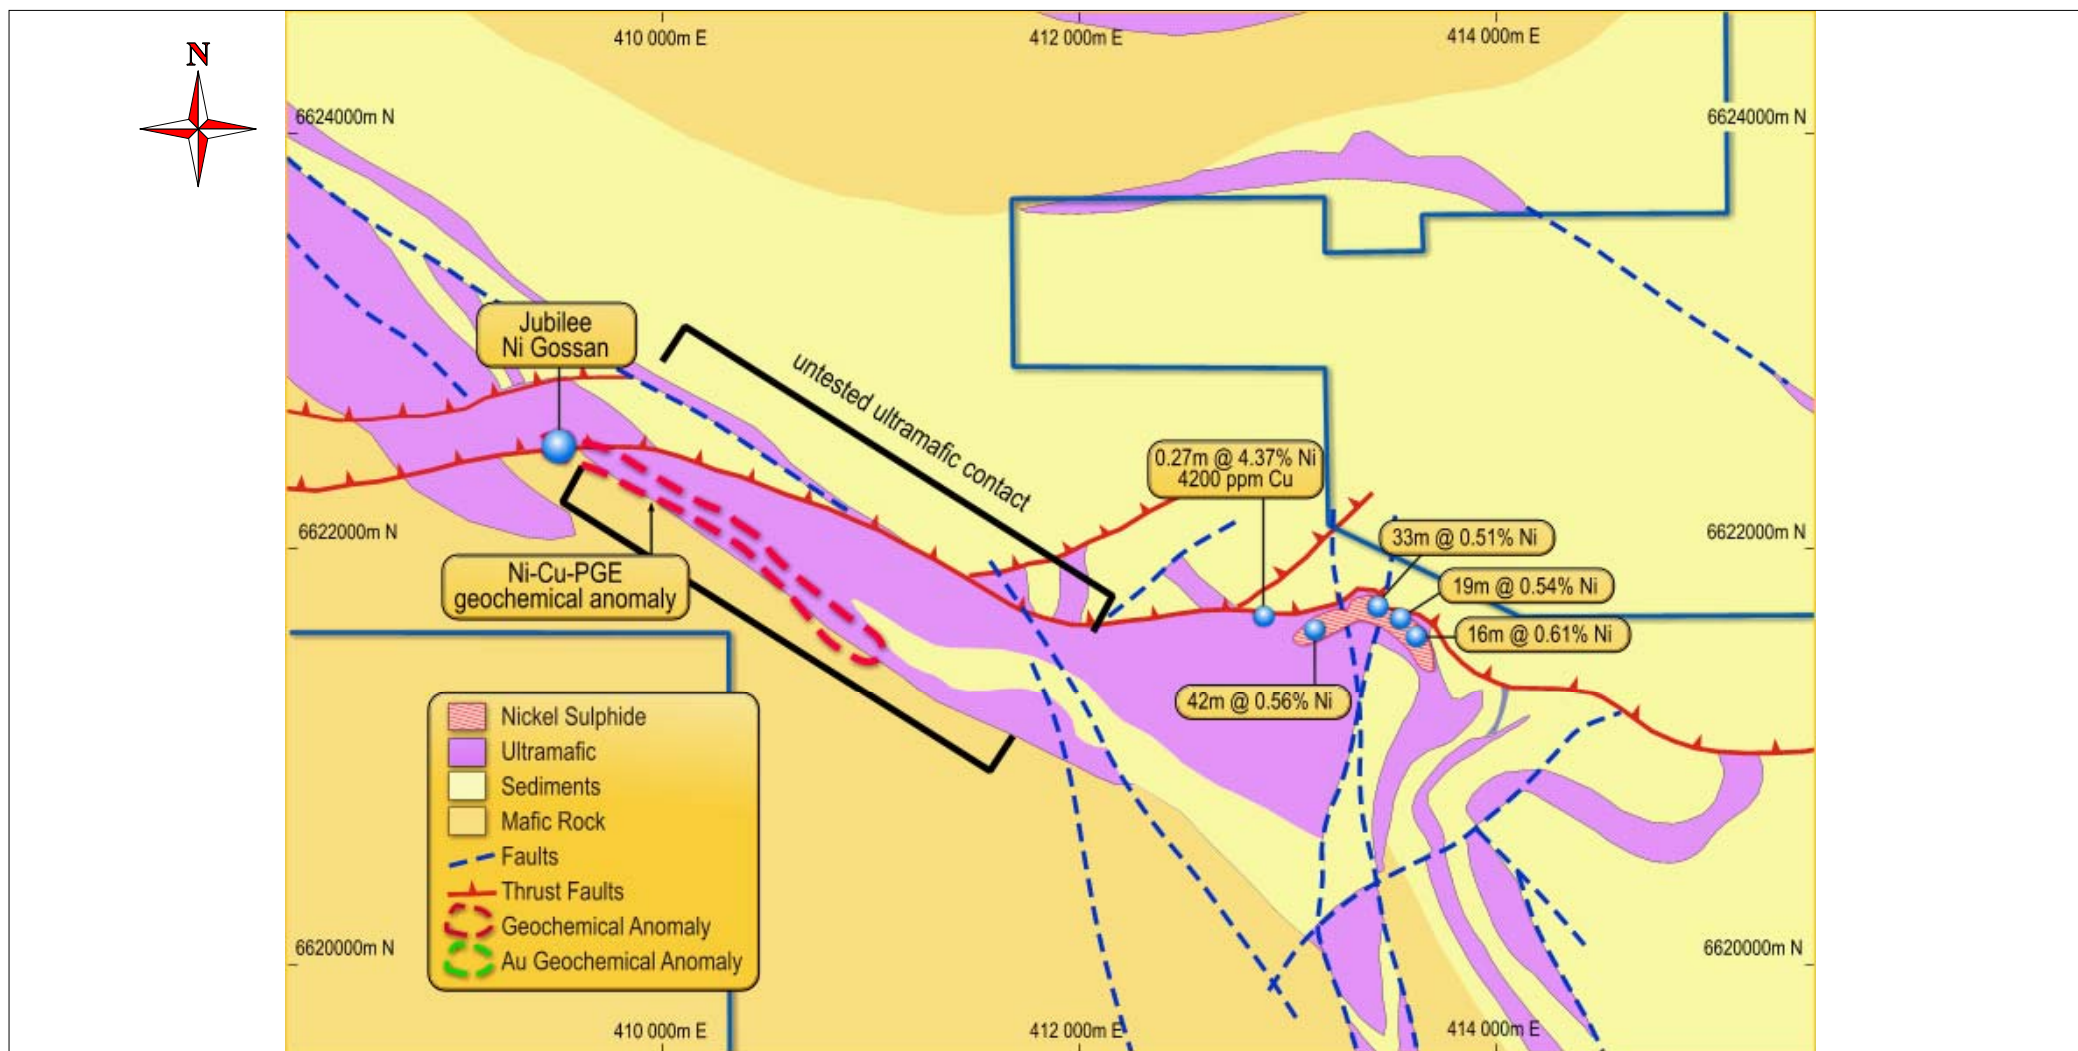 N
410 000m E
412 000m E
414 000m E
6624000m N
6624000m N
Jubilee
Ni Gossan
untested ultramafic contact
0.27m @ 4.37% Ni
4200 ppm Cu
6622000m N
6622000m N
33m @ 0.51% Ni
Ni-Cu-PGE
geochemical anomaly
19m @ 0.54% Ni
16m @ 0.61% Ni
42m @ 0.56% Ni
Nickel Sulphide
Ultramafic
Sediments
Mafic Rock
Faults
Thrust Faults
Geochemical Anomaly
Au Geochemical Anomaly
6620000m N
6620000m N
410 000m E
412 000m E
414 000m E